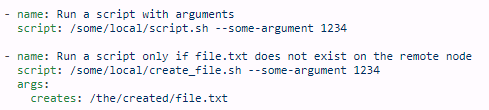 - name: Run a script with arguments
  script: /some/local/script.sh --some-argument 1234

- name: Run a script only if file.txt does not exist on the remote node
  script: /some/local/create_file.sh --some-argument 1234
  args:
    creates: /the/created/file.txt